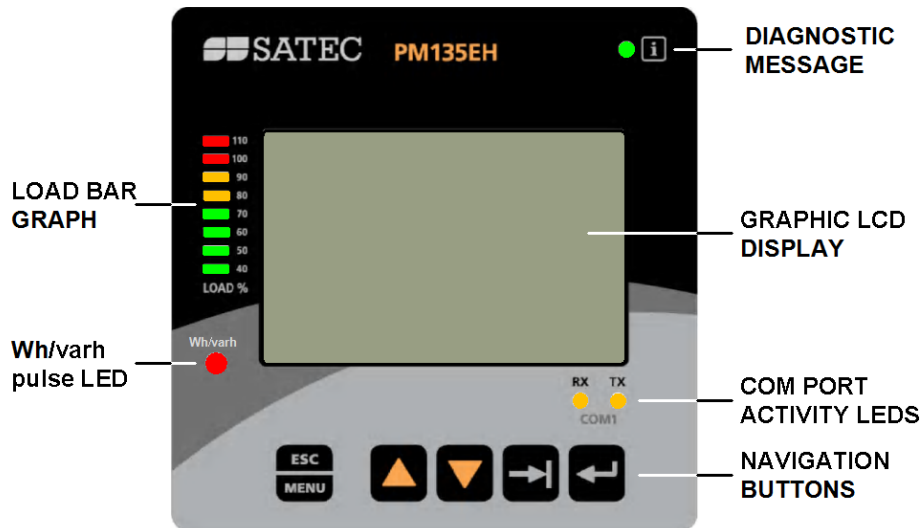 SATEC PM135EH
i
DIAGNOSTIC
MESSAGE
110
100
90
80
70
60
50
40
LOAD %
LOAD BAR
GRAPH
GRAPHIC LCD
DISPLAY
Wh/varh
Wh/varh
pulse LED
RX TX
COM1
COM PORT
ACTIVITY LEDS
ESC
MENU
NAVIGATION
BUTTONS